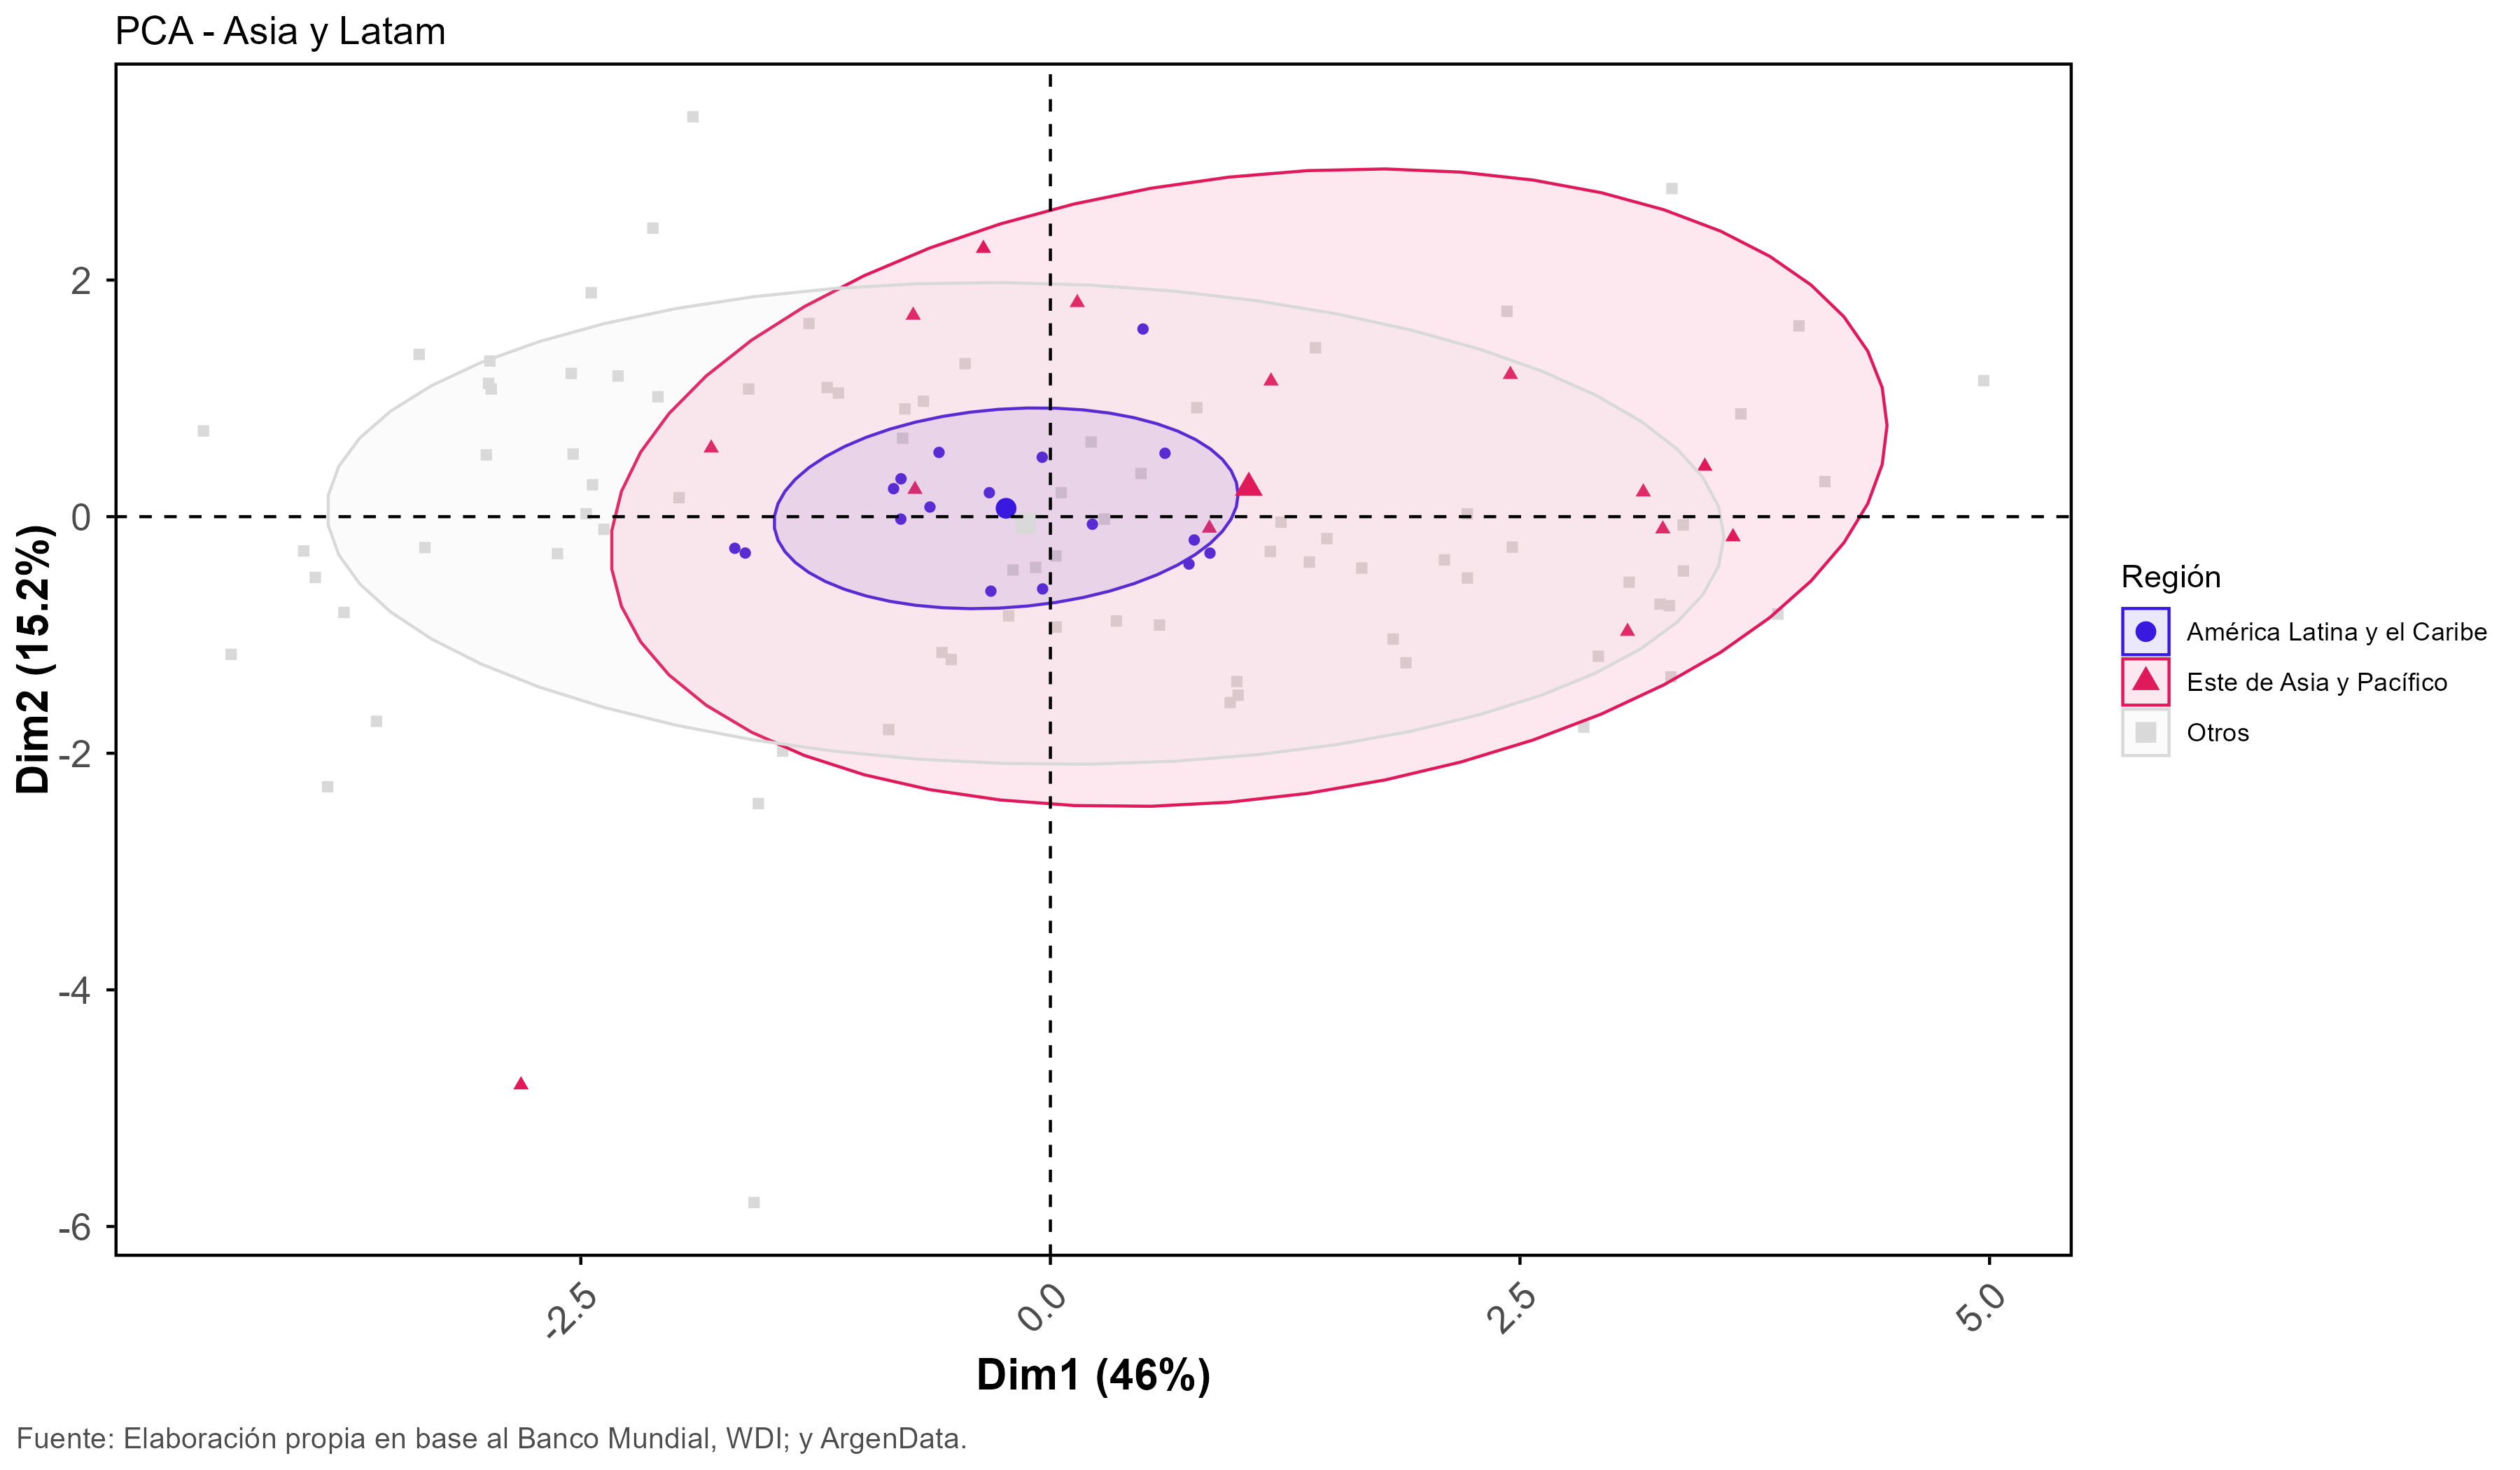 PCA - Asia y Latam
Dim2 (15.2%)
2
0
-2
-4
-6
-2.5
0.0
2.5
5.0
Dim1 (46%)
Región
América Latina y el Caribe
Este de Asia y Pacífico
Otros
Fuente: Elaboración propia en base al Banco Mundial, WDI; y ArgenData.